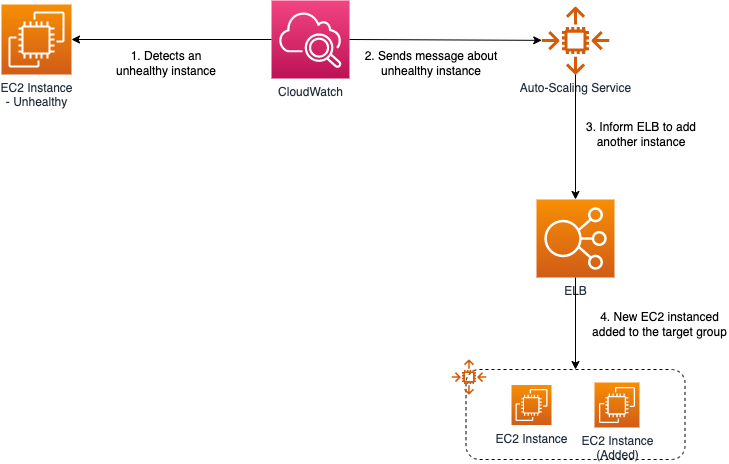 1. Detects an
unhealthy instance
2. Sends message about
unhealthy instance
EC2 Instance
- Unhealthy
CloudWatch
Auto-Scaling Service
3. Inform ELB to add
another instance
ELB
4. New EC2 instanced
added to the target group
EC2 Instance
EC2 Instance
(Added)